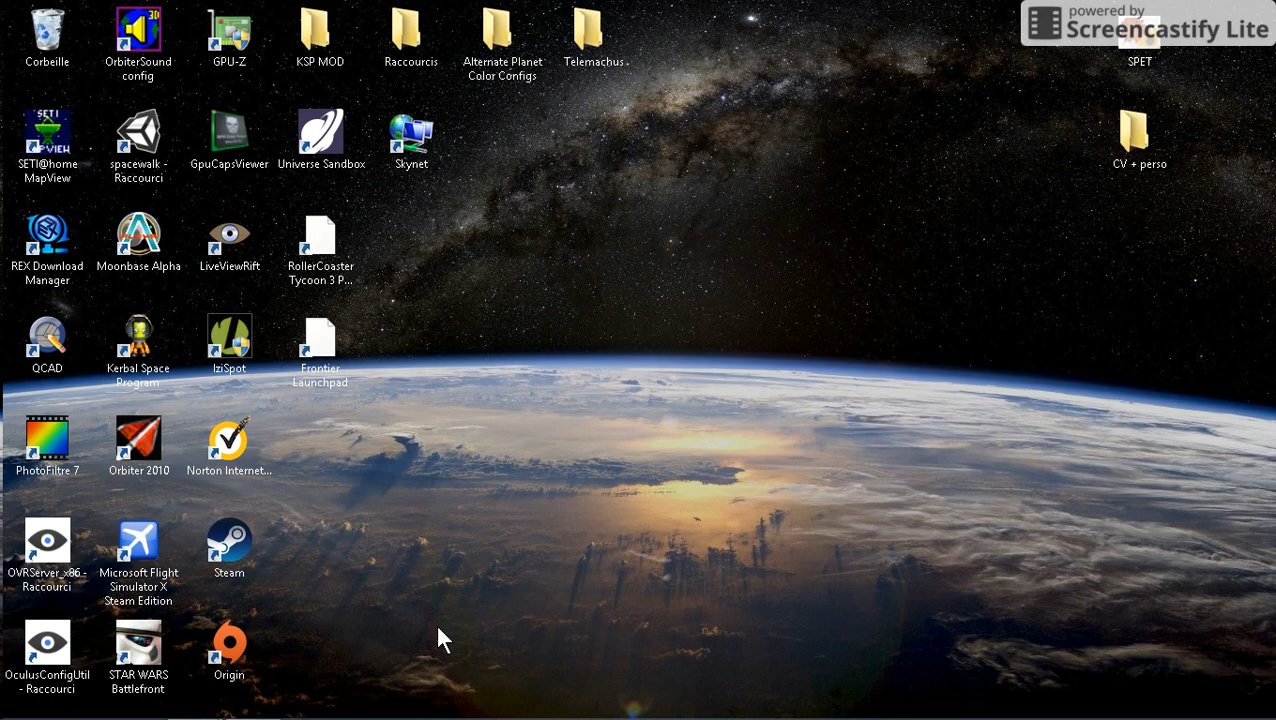 powered by
Screencastify Lite
Corbeille
OrbiterSound
config
GPU-Z
KSP MOD
Raccourcis
Alternate Planet
Color Configs
Telemachus
SPET
SETI
SETI@home
MapView
spacewalk -
Raccourci
GpuCapsViewer
Universe Sandbox
Skynet
CV + perso
REX Download
Manager
Moonbase Alpha
LiveViewRift
RollerCoaster
Tycoon 3 P...
QCAD
Kerbal Space
Program
IziSpot
Frontier
Launchpad
PhotoFiltre 7
Orbiter 2010
Norton Internet...
OVRServer_x86 -
Raccourci
Microsoft Flight
Simulator X
Steam Edition
Steam
OculusConfigUtil
- Raccourci
STAR WARS
Battlefront
Origin